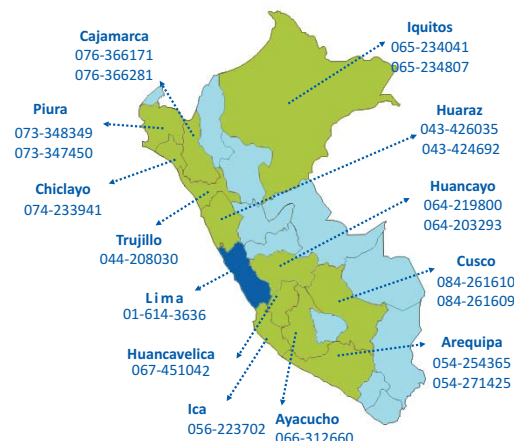 Cajamarca
076-366171
076-366281
Iquitos
065-234041
065-234807
Piura
073-348349
073-347450
Huaraz
043-426035
043-424692
Chiclayo
074-233941
Huancayo
064-219800
064-203293
Trujillo
044-208030
Cusco
084-261610
084-261609
Lima
01-614-3636
Huancavelica
067-451042
Arequipa
054-254365
054-271425
Ica
056-223702
Ayacucho
066-312660